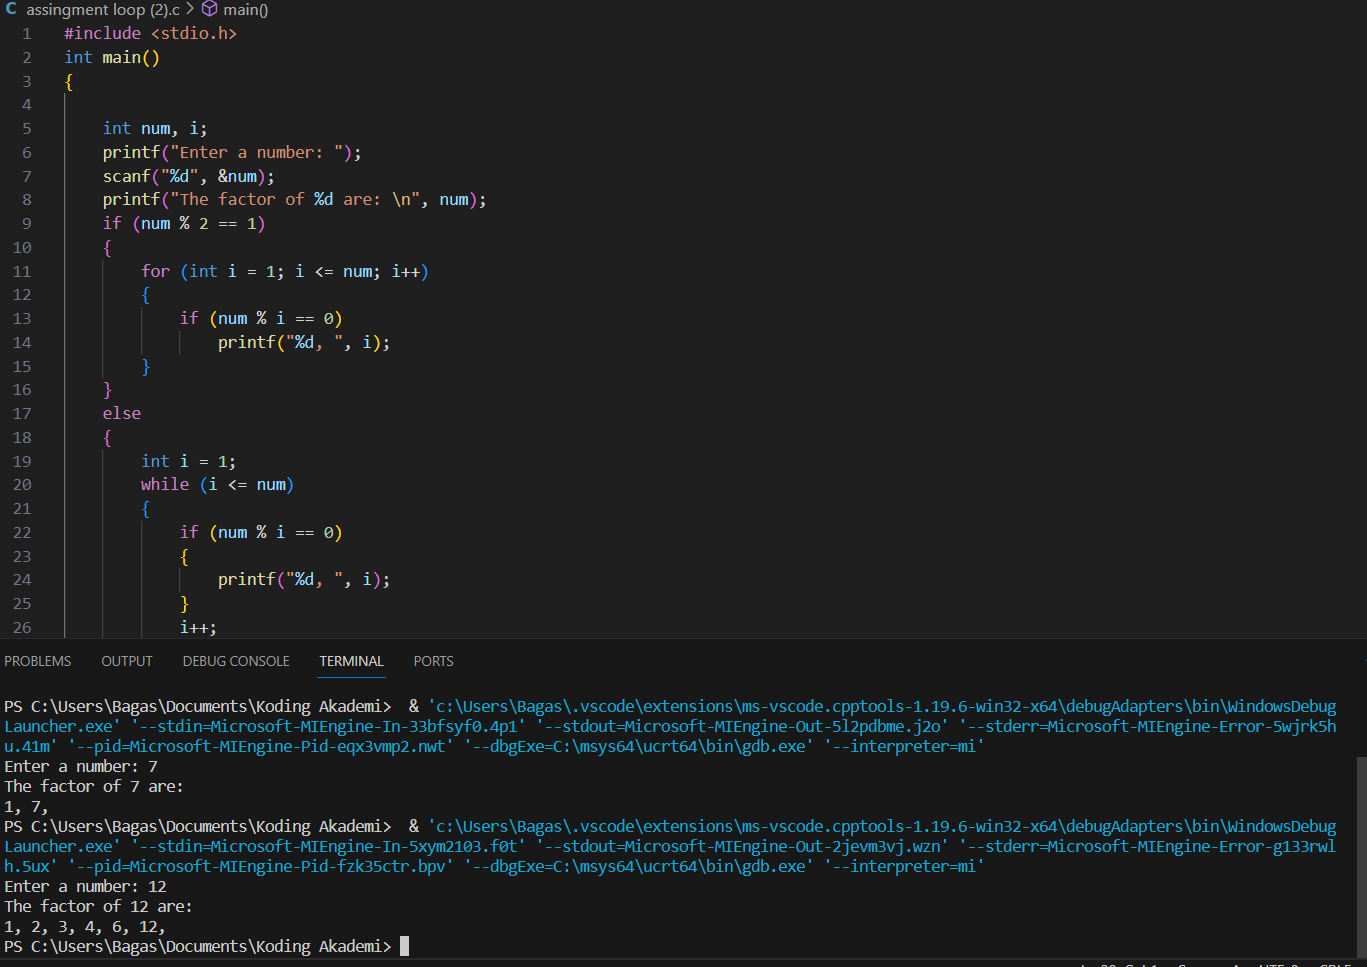 C assingment loop (2).c > main()
1 #include <stdio.h>
2 int main()
3 {
4
5 int num, i;
6 printf("Enter a number: ");
7 scanf("%d", &num);
8 printf("The factor of %d are: \n", num);
9 if (num % 2 == 1)
10 {
11 for (int i = 1; i <= num; i++)
12 {
13 if (num % i == 0)
14 printf("%d, ", i);
15 }
16 }
17 else
18 {
19 int i = 1;
20 while (i <= num)
21 {
22 if (num % i == 0)
23 {
24 printf("%d, ", i);
25 }
26 i++;
PROBLEMS OUTPUT DEBUG CONSOLE TERMINAL PORTS
PS C:\Users\Bagas\Documents\Koding Akademi>  & 'c:\Users\Bagas\.vscode\extensions\ms-vscode.cpptools-1.19.6-win32-x64\debugAdapters\bin\WindowsDebug
Launcher.exe' '--stdin=Microsoft-MIEngine-In-33bfsyf0.4p1' '--stdout=Microsoft-MIEngine-Out-5l2pdbme.j2o' '--stderr=Microsoft-MIEngine-Error-5wjrk5h
u.41m' '--pid=Microsoft-MIEngine-Pid-eqx3vmp2.nwt' '--dbgExe=C:\msys64\ucrt64\bin\gdb.exe' '--interpreter=mi'
Enter a number: 7
The factor of 7 are:
1, 7,
PS C:\Users\Bagas\Documents\Koding Akademi>  & 'c:\Users\Bagas\.vscode\extensions\ms-vscode.cpptools-1.19.6-win32-x64\debugAdapters\bin\WindowsDebug
Launcher.exe' '--stdin=Microsoft-MIEngine-In-5xym2103.f0t' '--stdout=Microsoft-MIEngine-Out-2jevm3vj.wzn' '--stderr=Microsoft-MIEngine-Error-g133rwl
h.5ux' '--pid=Microsoft-MIEngine-Pid-fzk35ctr.bpv' '--dbgExe=C:\msys64\ucrt64\bin\gdb.exe' '--interpreter=mi'
Enter a number: 12
The factor of 12 are:
1, 2, 3, 4, 6, 12,
PS C:\Users\Bagas\Documents\Koding Akademi>